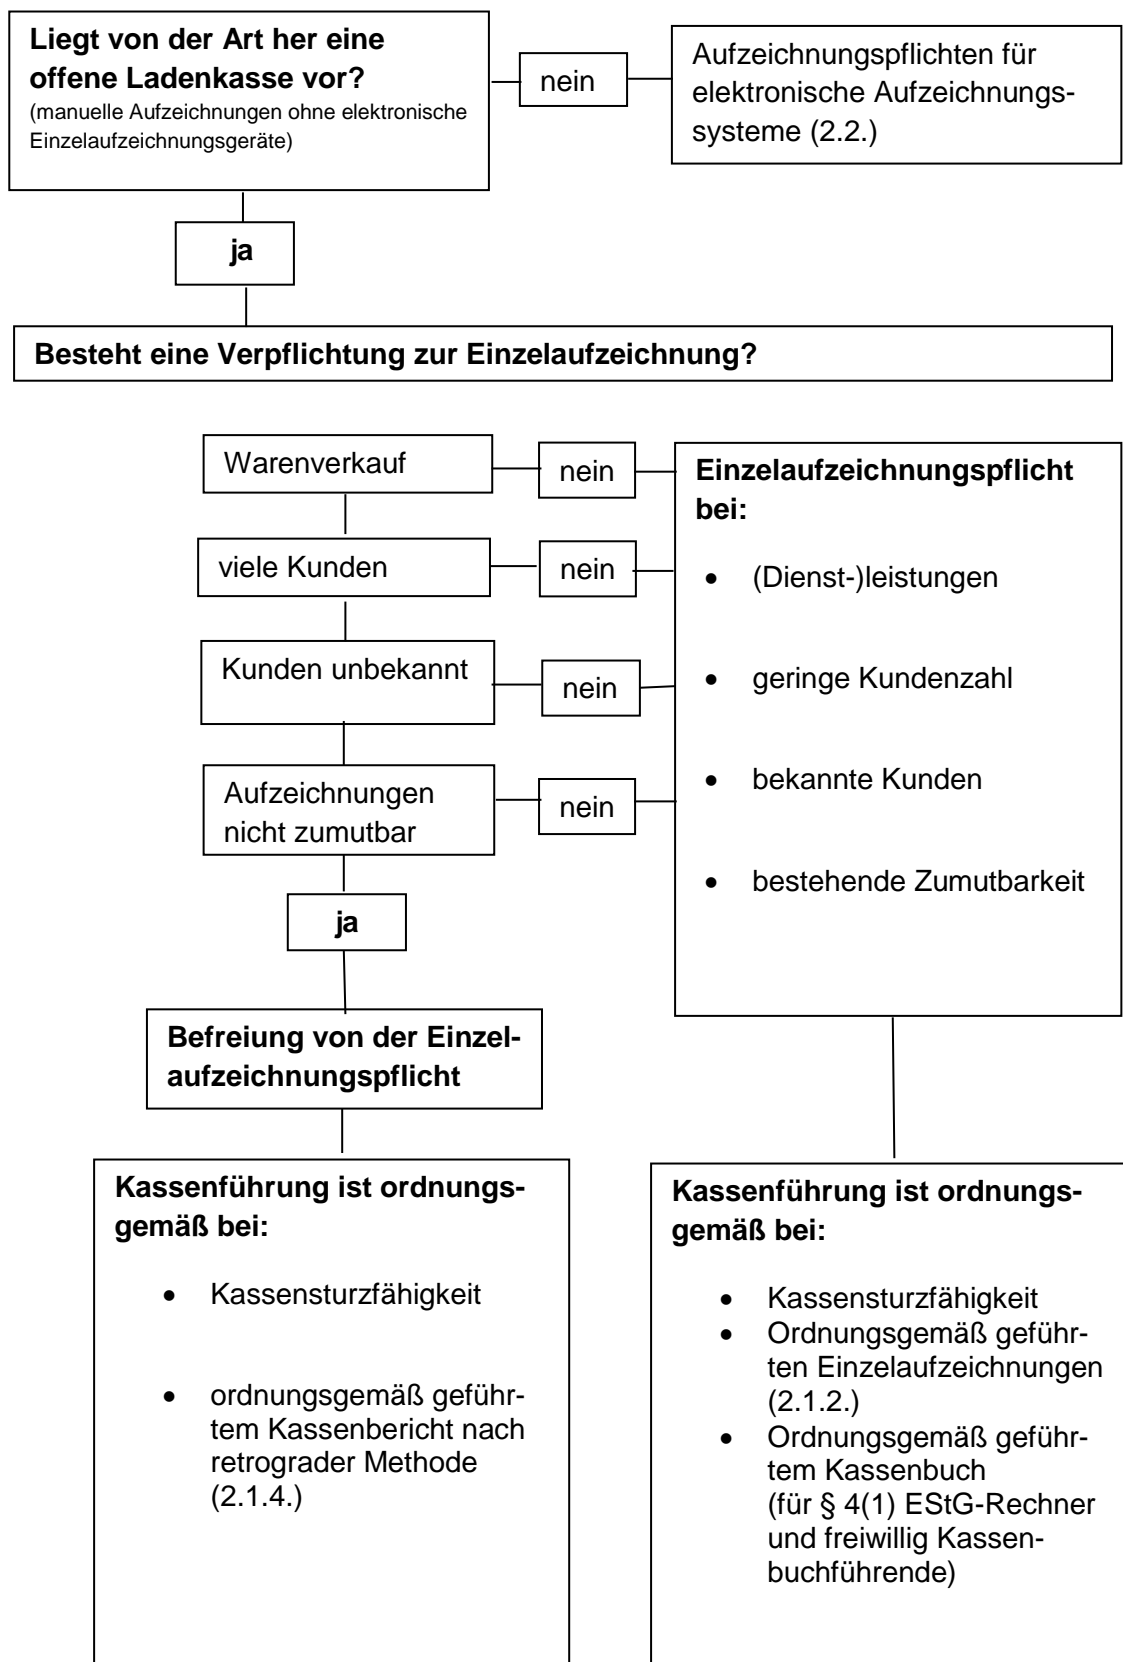 Liegt von der Art her eine
offene Ladenkasse vor?
(manuelle Aufzeichnungen ohne elektronische
Einzelaufzeichnungsgeräte)
nein
Aufzeichnungspflichten für
elektronische Aufzeichnungs-
systeme (2.2.)
ja
Besteht eine Verpflichtung zur Einzelaufzeichnung?
Warenverkauf
nein
viele Kunden
nein
Kunden unbekannt
nein
Aufzeichnungen
nicht zumutbar
nein
Einzelaufzeichnungspflicht
bei:
• (Dienst-)leistungen
• geringe Kundenzahl
• bekannte Kunden
• bestehende Zumutbarkeit
ja
Befreiung von der Einzel-
aufzeichnungspflicht
Kassenführung ist ordnungs-
gemäß bei:
• Kassensturzfähigkeit
• ordnungsgemäß geführ-
tem Kassenbericht nach
retrograder Methode
(2.1.4.)
Kassenführung ist ordnungs-
gemäß bei:
• Kassensturzfähigkeit
• Ordnungsgemäß geführ-
ten Einzelaufzeichnungen
(2.1.2.)
• Ordnungsgemäß geführ-
tem Kassenbuch
(für § 4(1) EStG-Rechner
und freiwillig Kassen-
buchführende)